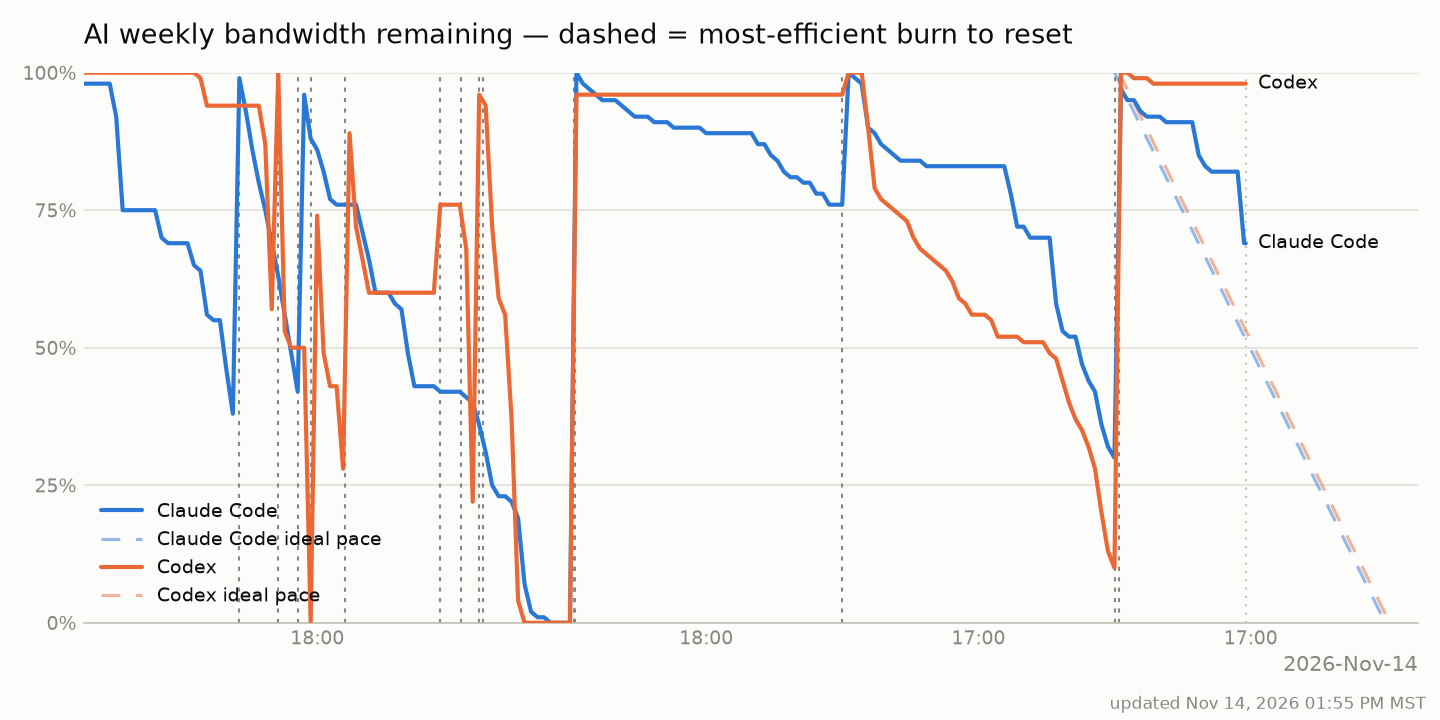 AI weekly bandwidth remaining — dashed = most-efficient burn to reset
100%
75%
50%
25%
0%
Codex
Claude Code
Claude Code
Claude Code ideal pace
Codex
Codex ideal pace
18:00
18:00
17:00
17:00
2026-Nov-14
updated Nov 14, 2026 01:55 PM MST